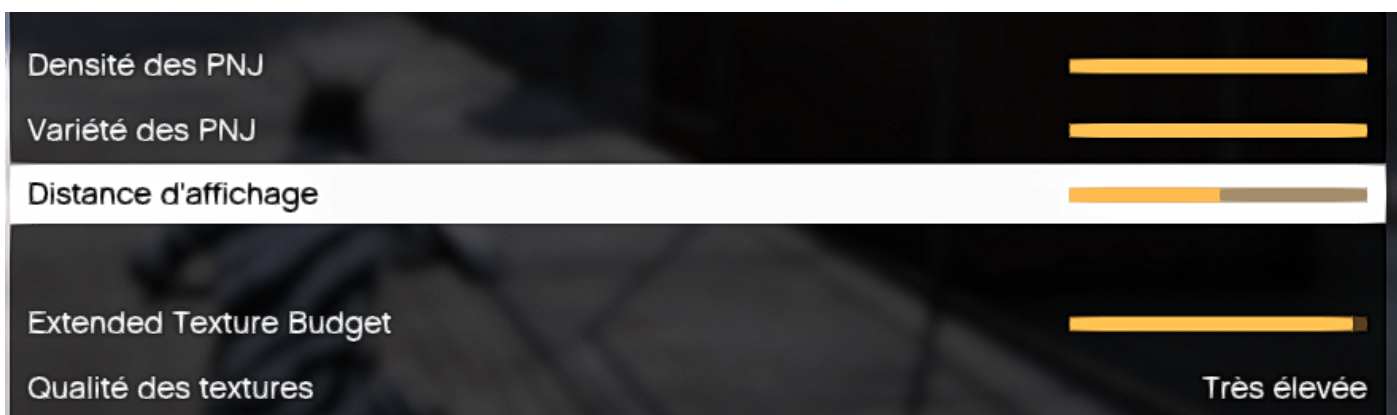 Densité des PNJ
Variété des PNJ
Distance d'affichage
Extended Texture Budget
Qualité des textures Très élevée